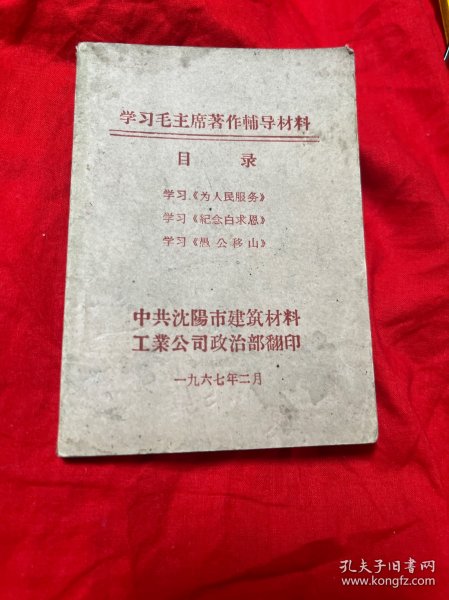 学习毛主席著作輔导材料
目 录
学习《为人民服务》
学习《紀念白求恩》
学习《愚公移山》
中共沈陽市建筑材料
工業公司政治部翻印
一九六七年二月
孔夫子旧书网
www.kongfz.com